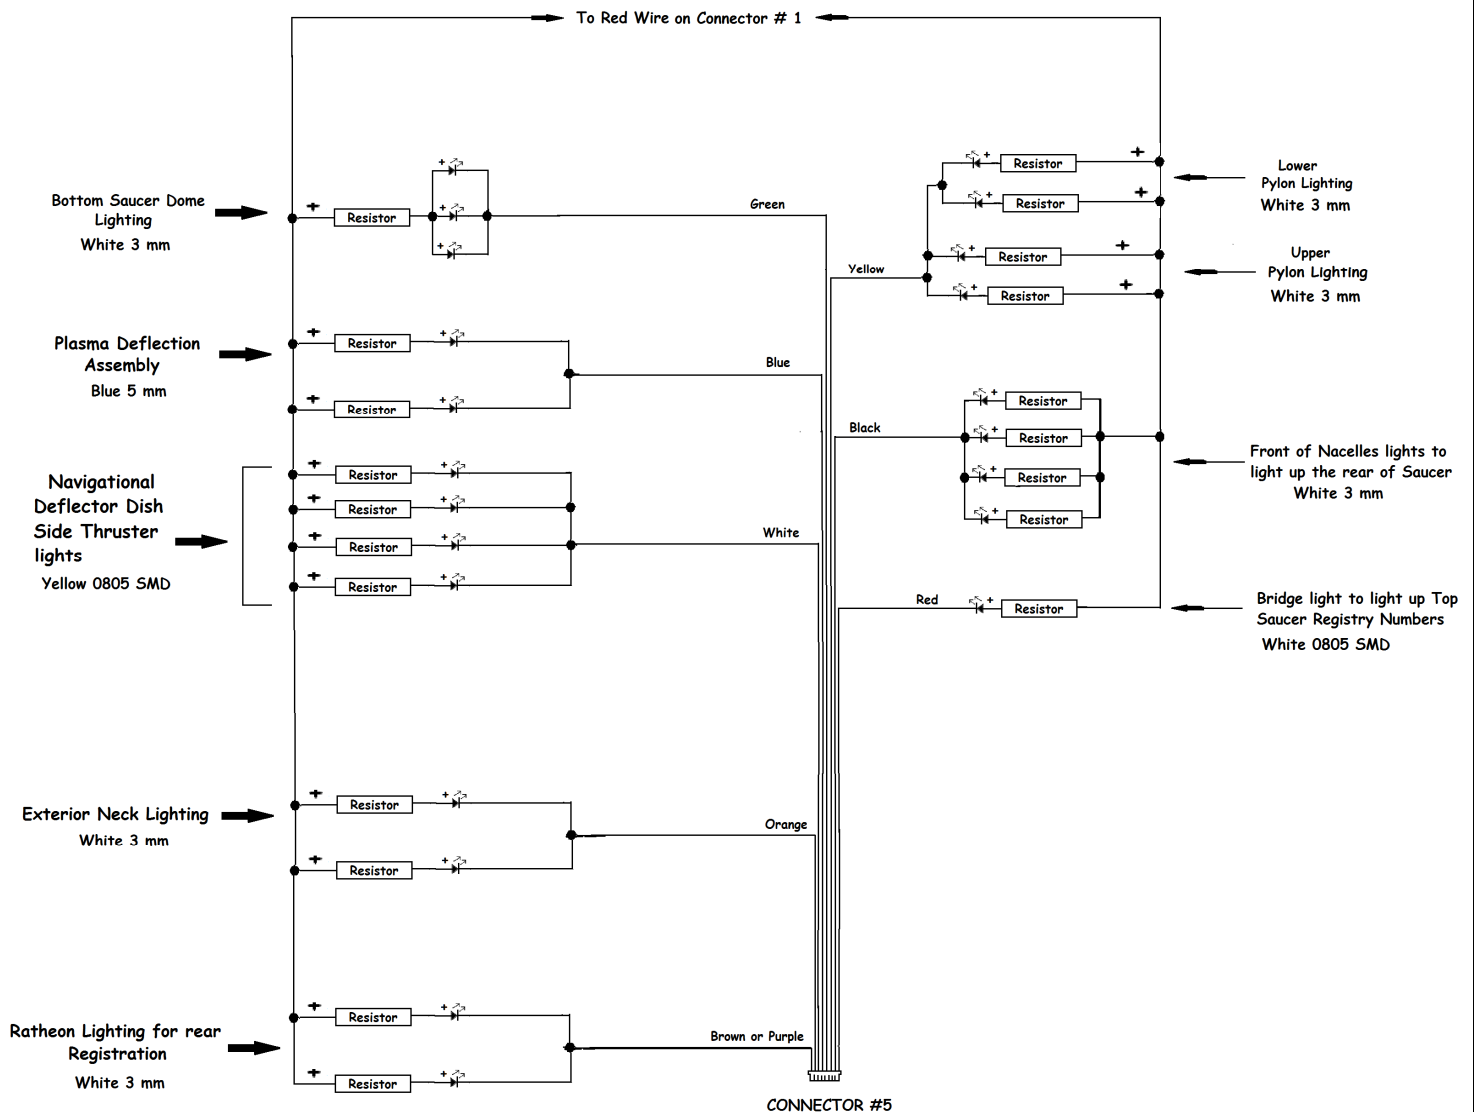 To Red Wire on Connector # 1
Bottom Saucer Dome
Lighting
White 3 mm
+
Resistor
+
+
+
Green
Plasma Deflection
Assembly
Blue 5 mm
+
Resistor
+
+
Resistor
+
Blue
Navigational
Deflector Dish
Side Thruster
lights
Yellow 0805 SMD
+
Resistor
+
+
Resistor
+
+
Resistor
+
+
Resistor
+
White
Exterior Neck Lighting
White 3 mm
+
Resistor
+
+
Resistor
+
Orange
Ratheon Lighting for rear
Registration
White 3 mm
+
Resistor
+
+
Resistor
+
Brown or Purple
Yellow
+
Resistor
+
+
Resistor
+
Lower
Pylon Lighting
White 3 mm
+
Resistor
+
+
Resistor
+
Upper
Pylon Lighting
White 3 mm
Black
+
Resistor
+
Resistor
+
Resistor
+
Resistor
Front of Nacelles lights to
light up the rear of Saucer
White 3 mm
Red
+
Resistor
Bridge light to light up Top
Saucer Registry Numbers
White 0805 SMD
CONNECTOR #5